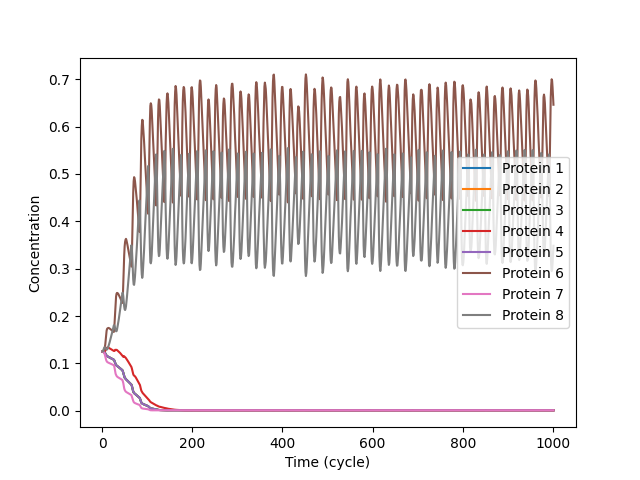 0.7
0.6
0.5
0.4
0.3
0.2
0.1
0.0
Concentration
0
200
400
600
800
1000
Time (cycle)
Protein 1
Protein 2
Protein 3
Protein 4
Protein 5
Protein 6
Protein 7
Protein 8